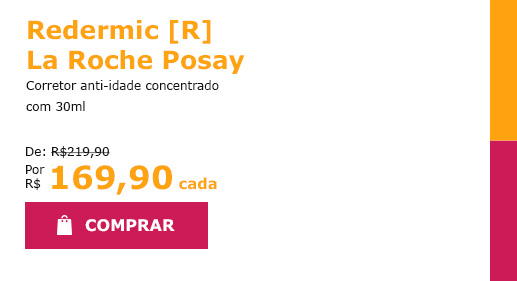 Redermic [R]
La Roche Posay
Corretor anti-idade concentrado
com 30ml
De: R$219,90
Por
R$ 169,90 cada
COMPRAR